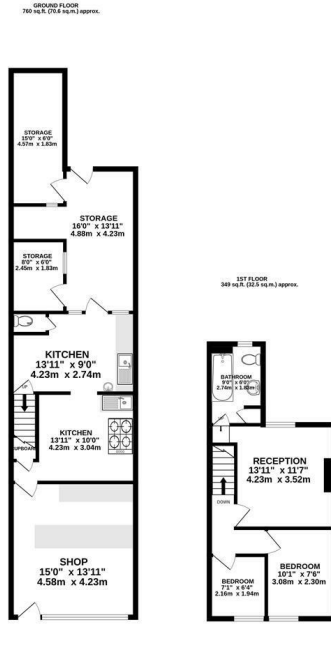 GROUND FLOOR
760 sq.ft. (70.6 sq.m.) approx.
STORAGE
15'0" x 6'0"
4.57m x 1.83m
STORAGE
16'0" x 13'11"
4.88m x 4.23m
STORAGE
8'0" x 6'0"
2.45m x 1.83m
KITCHEN
13'11" x 9'0"
4.23m x 2.74m
UP
KITCHEN
13'11" x 10'0"
4.23m x 3.04m
CUPBOARD
SHOP
15'0" x 13'11"
4.58m x 4.23m
1ST FLOOR
349 sq.ft. (32.5 sq.m.) approx.
BATHROOM
9'0" x 6'0"
2.74m x 1.83m
RECEPTION
13'11" x 11'7"
4.23m x 3.52m
DOWN
BEDROOM
10'1" x 7'6"
3.08m x 2.30m
BEDROOM
7'1" x 6'4"
2.16m x 1.94m